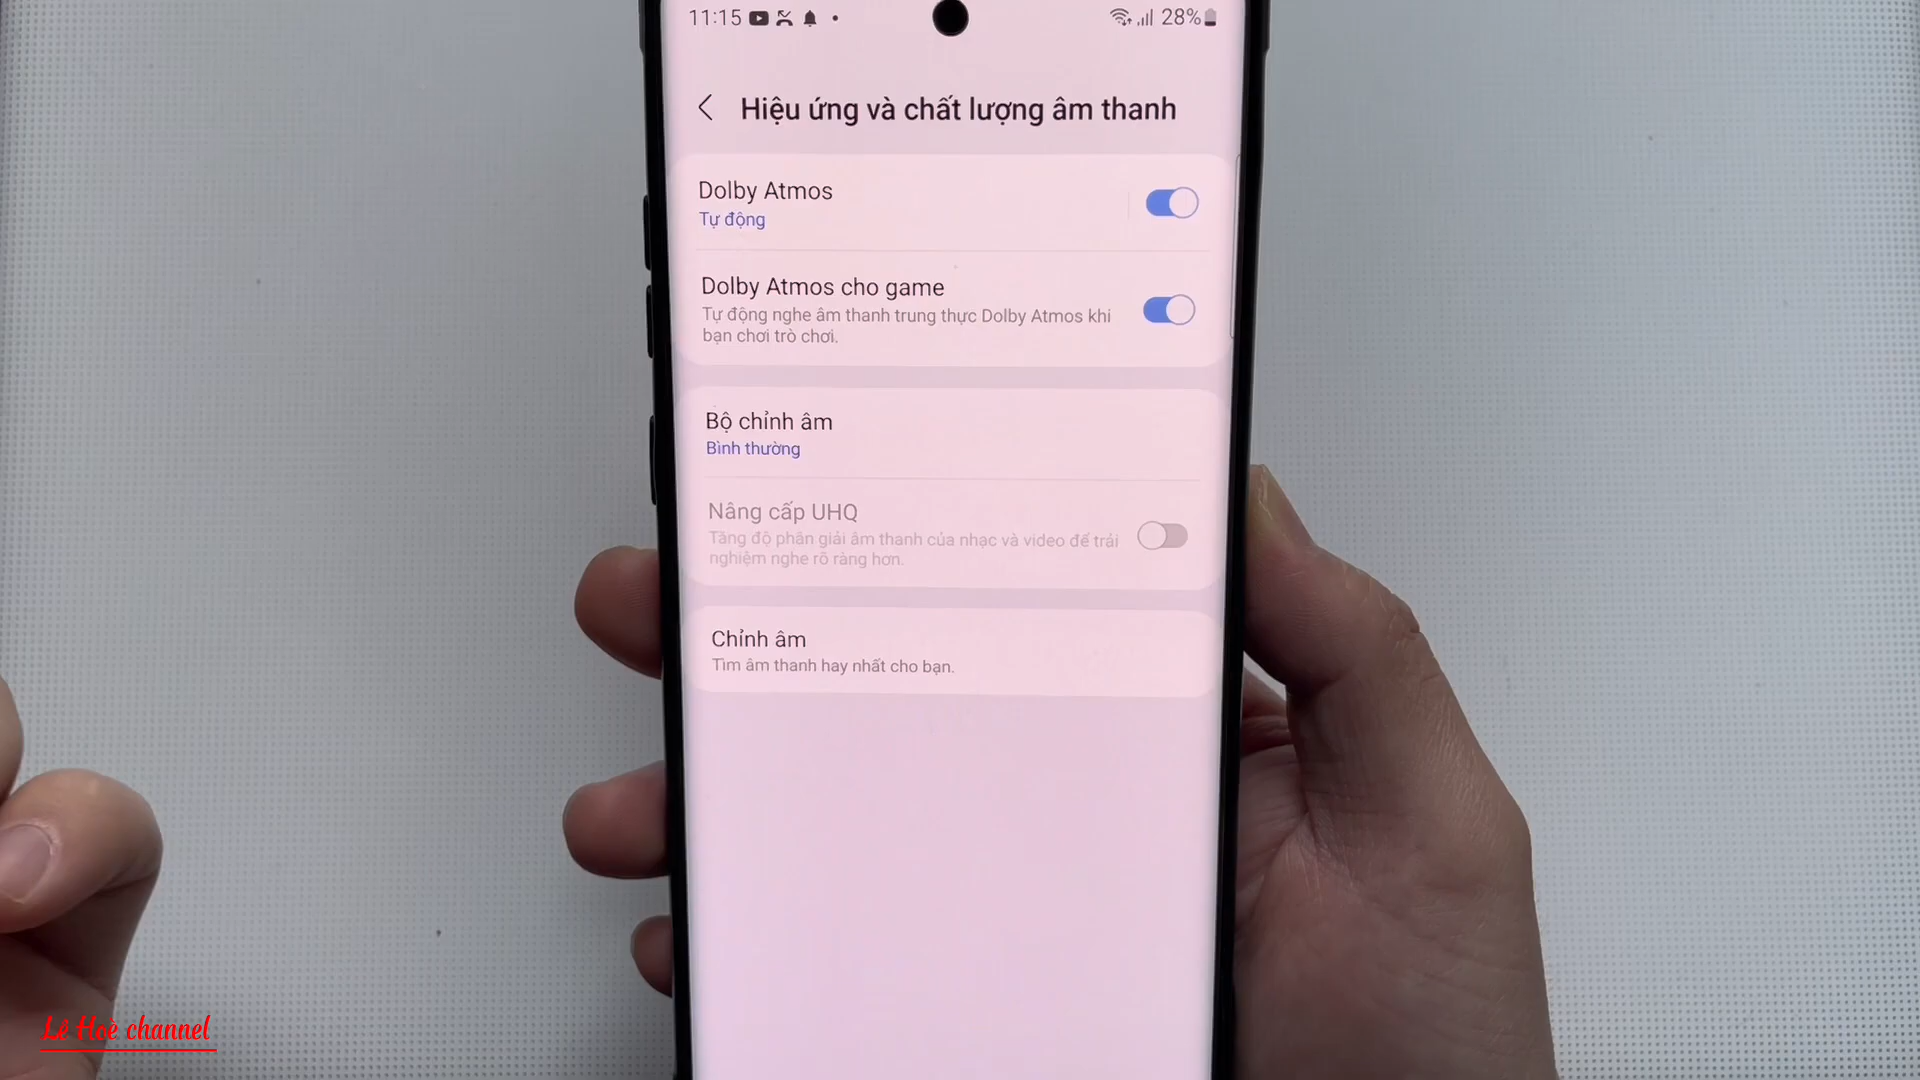 11:15
28%
Hiệu ứng và chất lượng âm thanh
Dolby Atmos
Tự động
Dolby Atmos cho game
Tự động nghe âm thanh trung thực Dolby Atmos khi
bạn chơi trò chơi.
Bộ chỉnh âm
Bình thường
Nâng cấp UHQ
Tăng độ phân giải âm thanh của nhạc và video để trải
nghiệm nghe rõ ràng hơn.
Chỉnh âm
Tìm âm thanh hay nhất cho bạn.
Lê Hoè channel